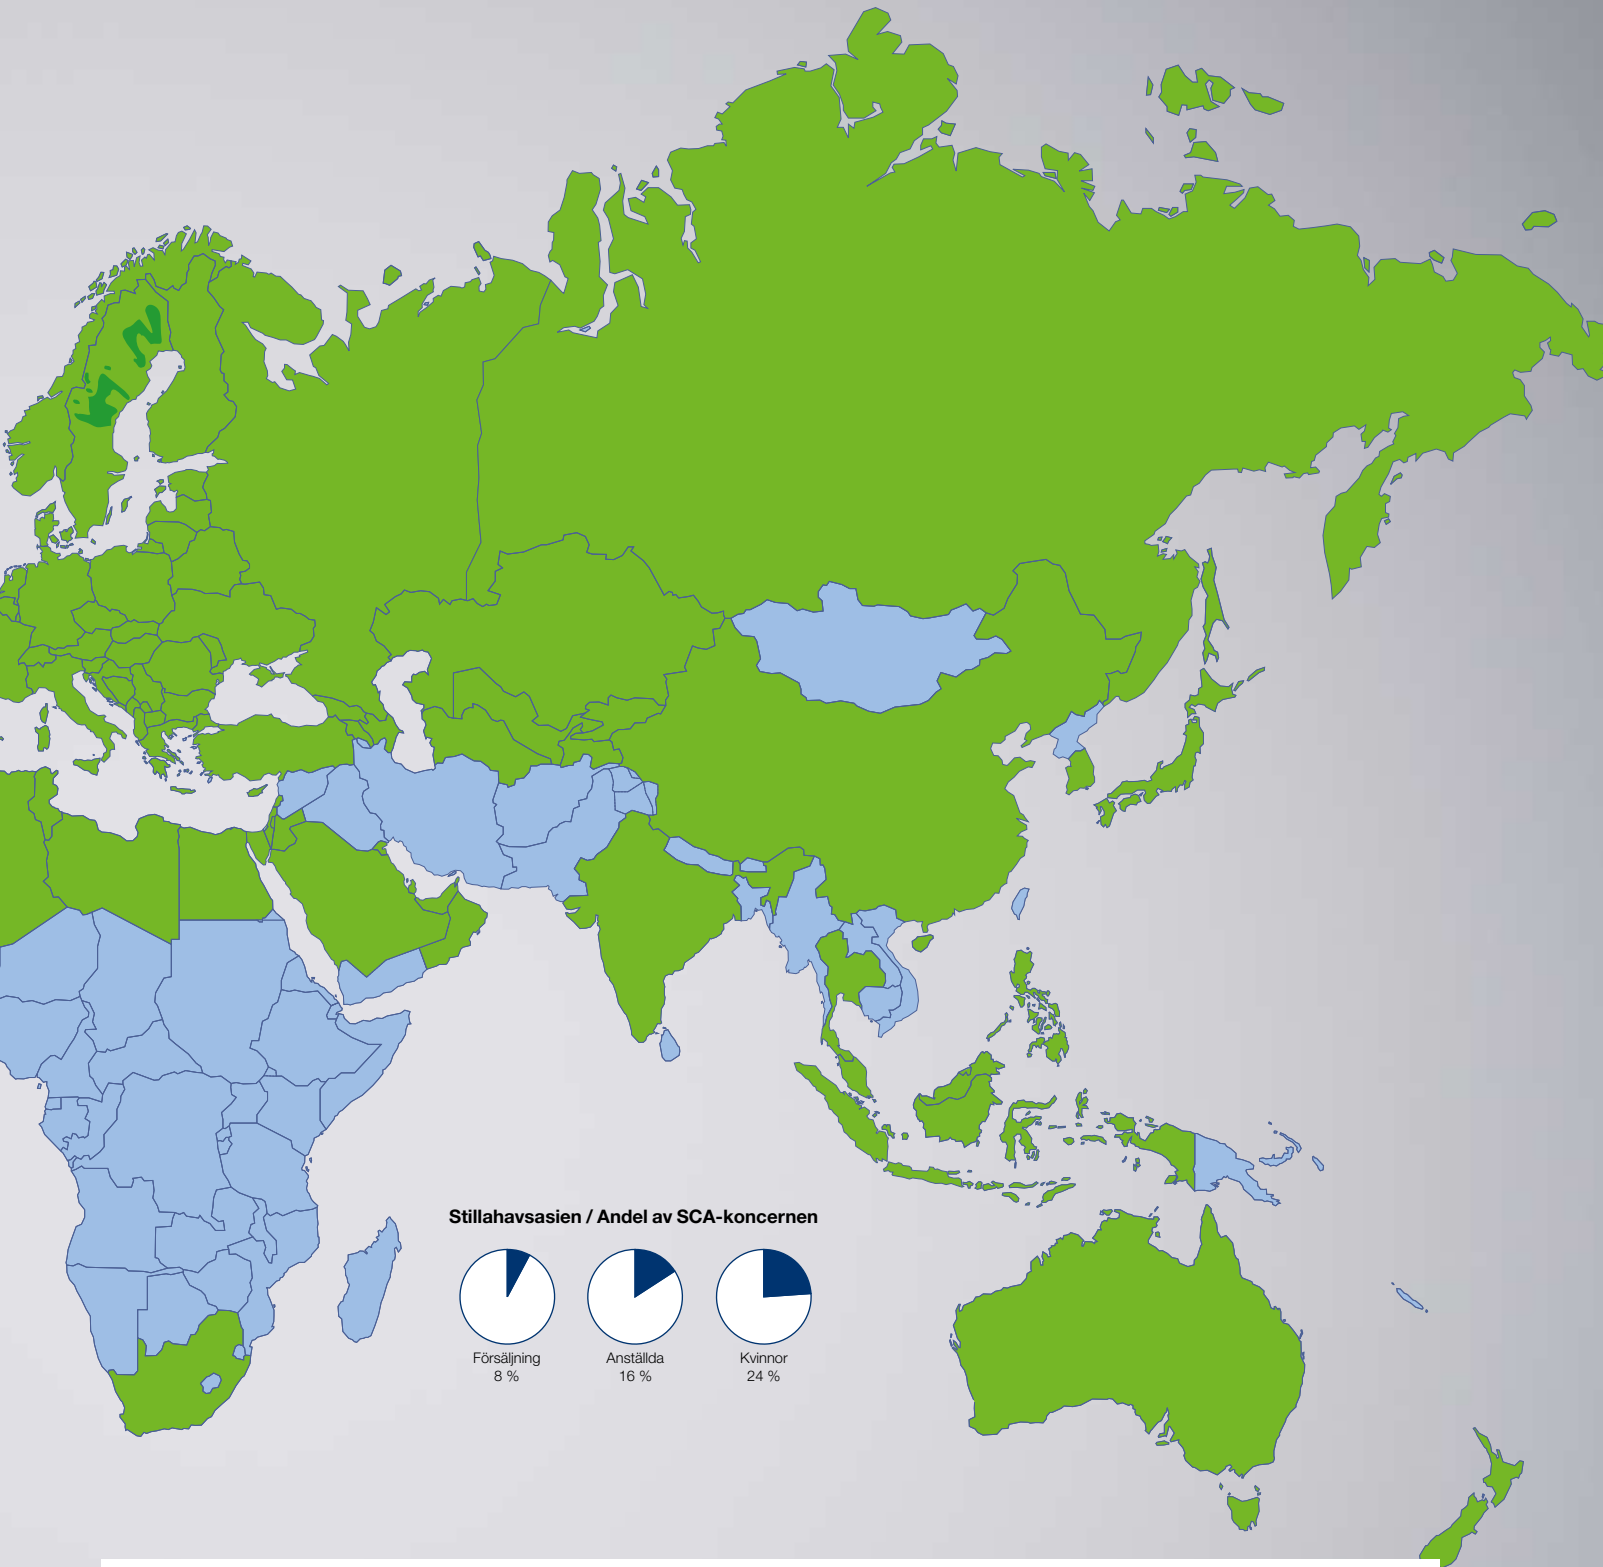 Stillahavsasien / Andel av SCA-koncernen
Försäljning
8 %
Anställda
16 %
Kvinnor
24 %